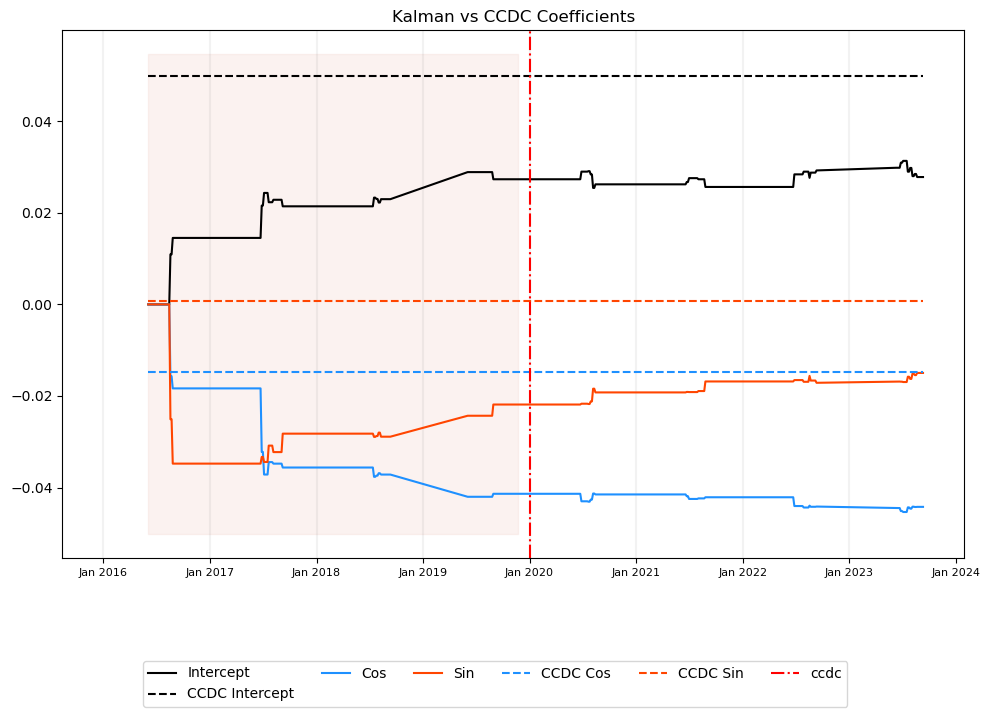 Kalman vs CCDC Coefficients
0.04
0.02
0.00
−0.02
−0.04
Jan 2016 Jan 2017 Jan 2018 Jan 2019 Jan 2020 Jan 2021 Jan 2022 Jan 2023 Jan 2024
Intercept Cos Sin CCDC Cos CCDC Sin ccdc
CCDC Intercept